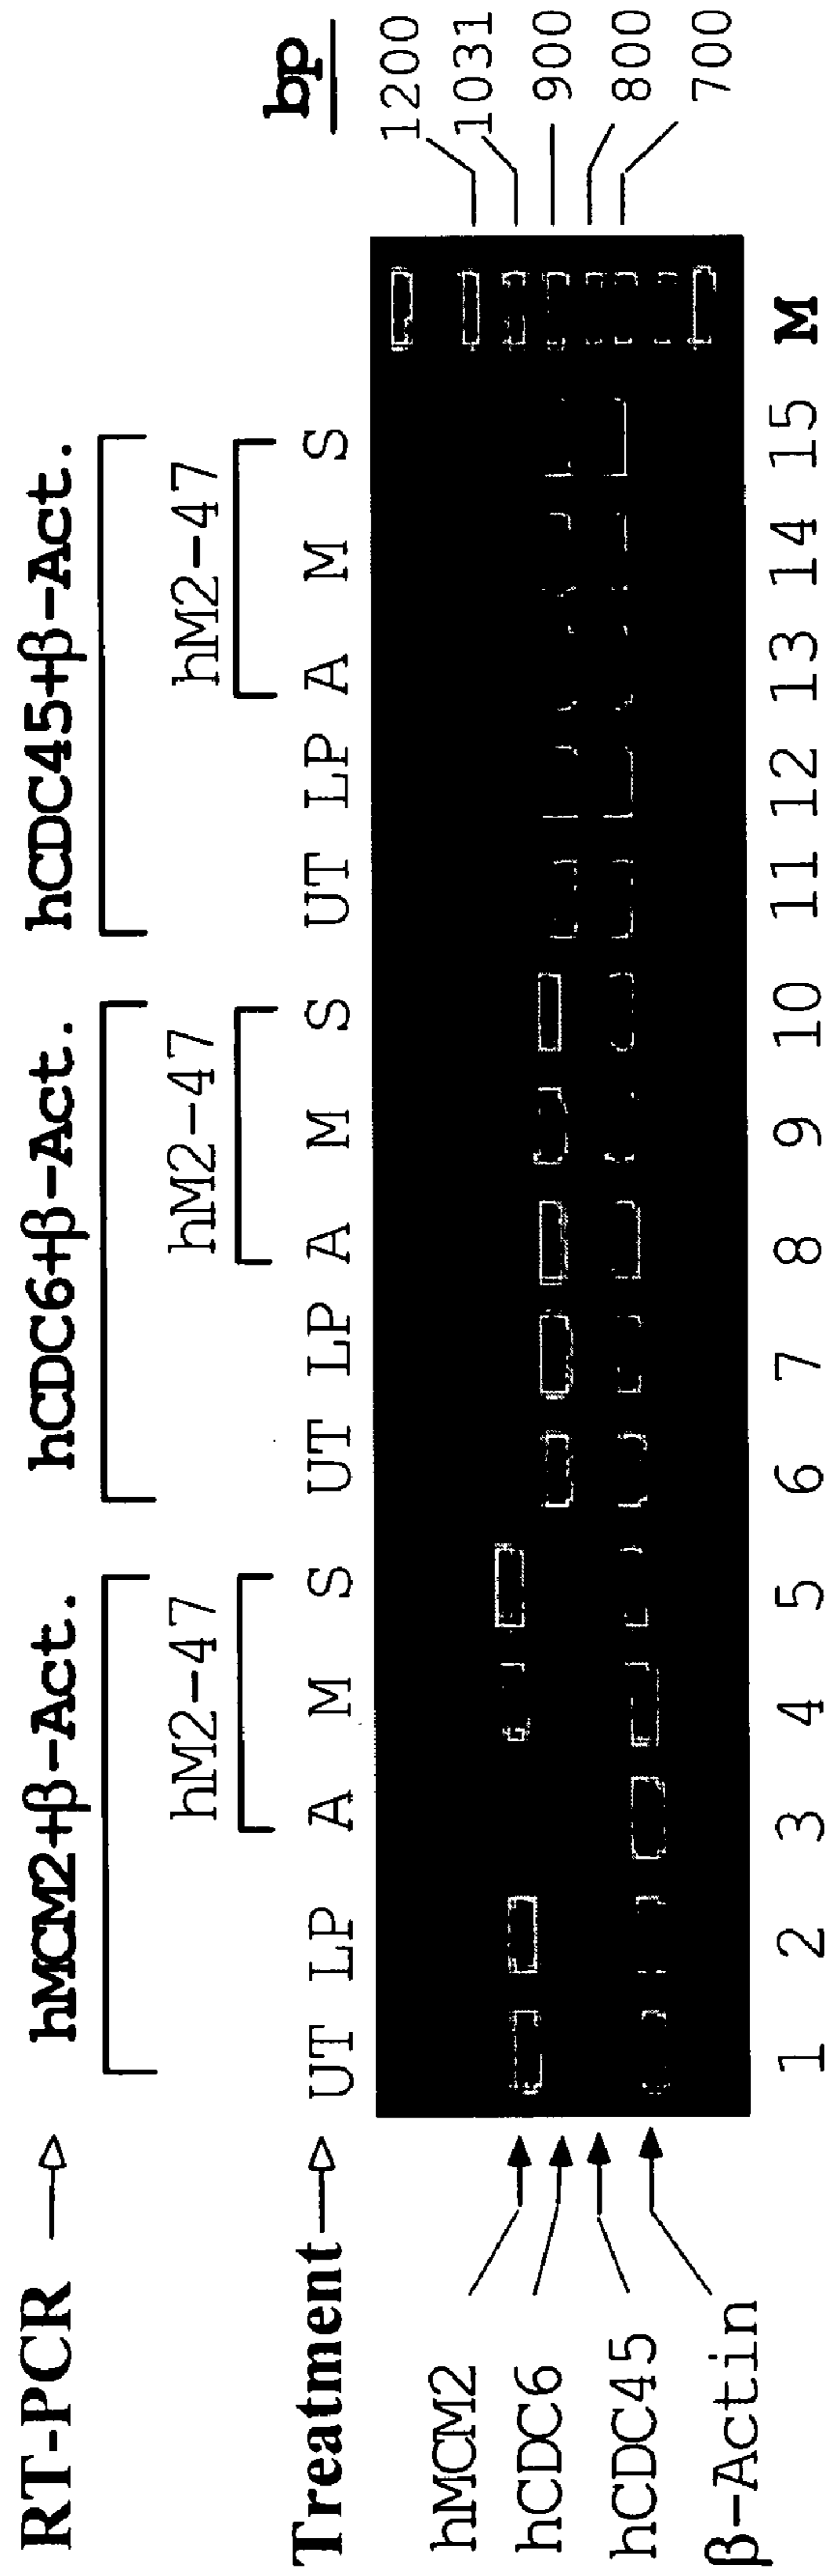 RT-PCR
hMCM2+β-Act. hCDC6+β-Act. hCDC45+β-Act.
hM2-47 hM2-47 hM2-47
Treatment UT LP A M S UT LP A M S UT LP A M S
bp
hMCM2
hCDC6
hCDC45
β-Actin
1200
1031
900
800
700
1 2 3 4 5 6 7 8 9 10 11 12 13 14 15 M